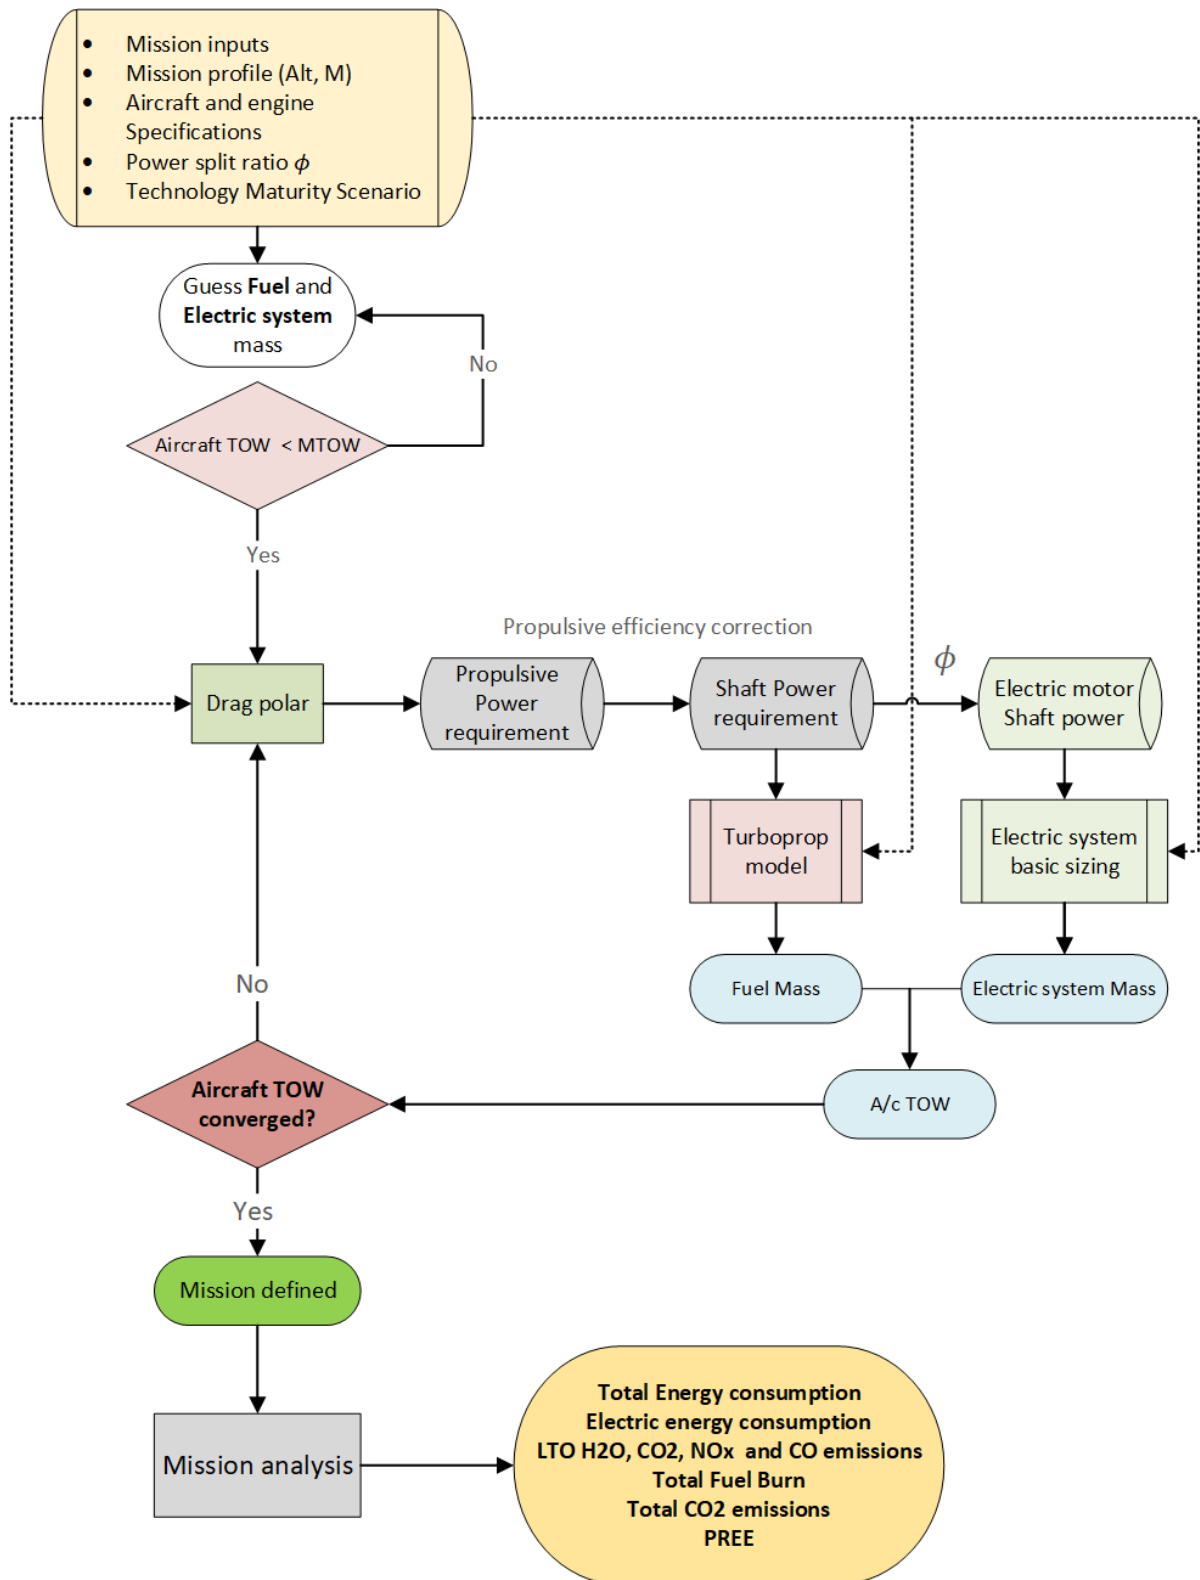 • Mission inputs
• Mission profile (Alt, M)
• Aircraft and engine
Specifications
• Power split ratio ϕ
• Technology Maturity Scenario
Guess Fuel and
Electric system
mass
No
Aircraft TOW < MTOW
Yes
Propulsive efficiency correction
Drag polar
Propulsive
Power
requirement
Shaft Power
requirement
ϕ
Electric motor
Shaft power
Turboprop
model
Electric system
basic sizing
Fuel Mass
Electric system Mass
No
Aircraft TOW
converged?
A/c TOW
Yes
Mission defined
Mission analysis
Total Energy consumption
Electric energy consumption
LTO H2O, CO2, NOx and CO emissions
Total Fuel Burn
Total CO2 emissions
PREE